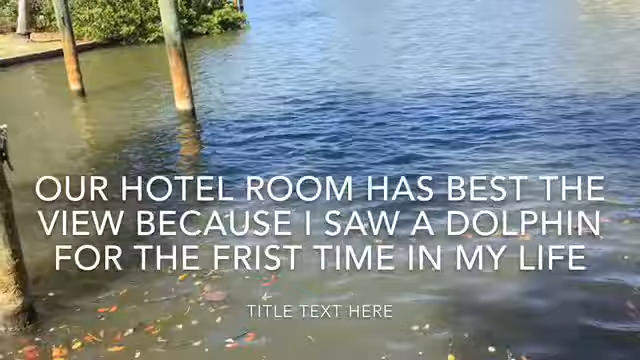 OUR HOTEL ROOM HAS BEST THE
VIEW BECAUSE I SAW A DOLPHIN
FOR THE FRIST TIME IN MY LIFE
TITLE TEXT HERE